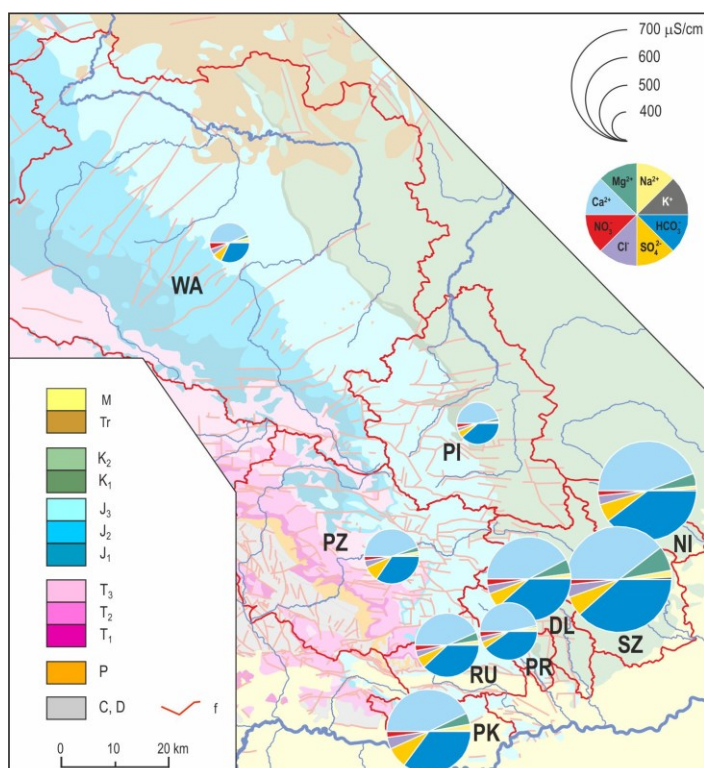 700 µS/cm
600
500
400
Mg²⁺
Na²⁺
Ca²⁺
K⁺
NO₃⁻
HCO₃⁻
Cl⁻
SO₄²⁻
WA
PI
PZ
NI
DL
SZ
PR
RU
PK
M
Tr
K₂
K₁
J₃
J₂
J₁
T₃
T₂
T₁
P
C, D
f
0 10 20 km